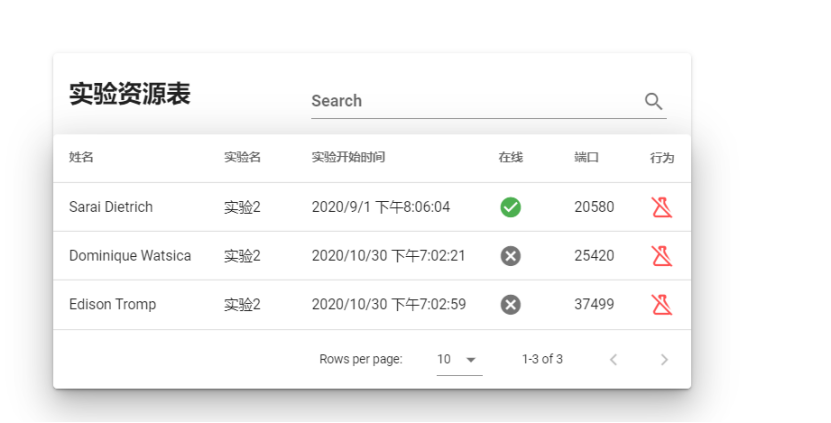 实验资源表
Search
姓名 实验名 实验开始时间 在线 端口 行为
Sarai Dietrich 实验2 2020/9/1 下午8:06:04 20580
Dominique Watsica 实验2 2020/10/30 下午7:02:21 25420
Edison Tromp 实验2 2020/10/30 下午7:02:59 37499
Rows per page: 10 1-3 of 3